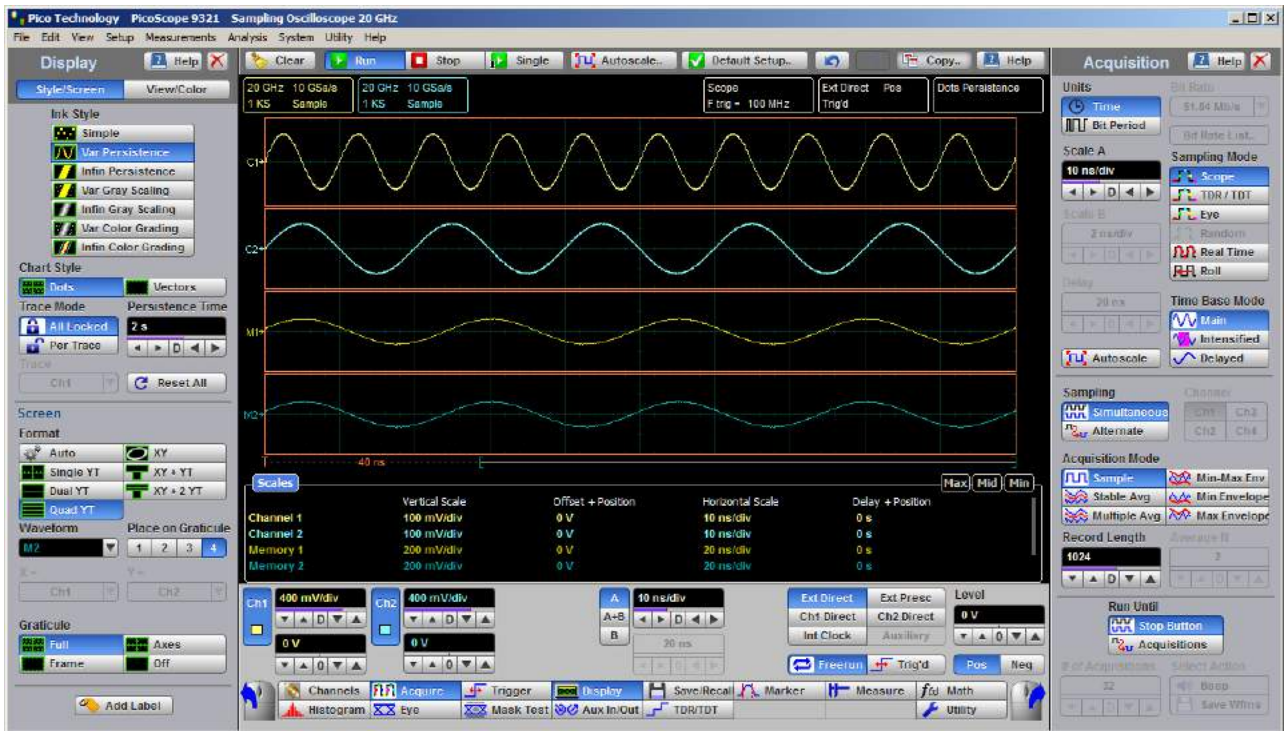 Pico Technology PicoScope 9321 Sampling Oscilloscope 20 GHz
File Edit View Setup Measurements Analysis System Utility Help
Display Help
Style/Screen View/Color
Ink Style
Simple
Var Persistence
Infin Persistence
Var Gray Scaling
Infin Gray Scaling
Var Color Grading
Infin Color Grading
Chart Style
Dots Vectors
Trace Mode Persistence Time
All Locked 2 s
Per Trace D
Trace
Ch1 Reset All
Screen
Format
Auto XY
Single YT XY + YT
Dual YT XY + 2 YT
Quad YT
Waveform Place on Graticule
M2 1 2 3 4
X = Y =
Ch1 Ch2
Graticule
Full Axes
Frame Off
Add Label
Clear Run Stop Single Autoscale.. Default Setup.. Copy.. Help
20 GHz 10 GSa/s 20 GHz 10 GSa/s Scope Ext Direct Pos Dots Persistence
1 KS Sample 1 KS Sample F trig = 100 MHz Trig'd
C1
C2
M1
M2
T 40 ns
Scales Max Mid Min
Vertical Scale Offset + Position Horizontal Scale Delay + Position
Channel 1 100 mV/div 0 V 10 ns/div 0 s
Channel 2 100 mV/div 0 V 10 ns/div 0 s
Memory 1 200 mV/div 0 V 20 ns/div 0 s
Memory 2 200 mV/div 0 V 20 ns/div 0 s
Ch1 400 mV/div Ch2 400 mV/div A 10 ns/div Ext Direct Ext Presc Level
D D A+B D Ch1 Direct Ch2 Direct 0 V
0 V 0 V B 20 ns Int Clock Auxiliary 0
0 0 0 Freerun Trig'd Pos Neg
Channels Acquire Trigger Display Save/Recall Marker Measure f(x) Math
Histogram Eye Mask Test Aux In/Out TDR/TDT Utility
Acquisition Help
Units Bit Rate
Time 51.84 Mb/s
Bit Period Bit Rate List..
Scale A Sampling Mode
10 ns/div Scope
D TDR / TDT
Scale B Eye
2 ns/div Random
D Real Time
Roll
Delay
20 ns Time Base Mode
Main
Intensified
Autoscale Delayed
Sampling Channel
Simultaneous Ch1 Ch3
Alternate Ch2 Ch4
Acquisition Mode
Sample Min-Max Env
Stable Avg Min Envelope
Multiple Avg Max Envelope
Record Length Average N
1024 2
D D
Run Until
Stop Button
Acquisitions
# of Acquisitions Select Action
32 Beep
D Save Wfms